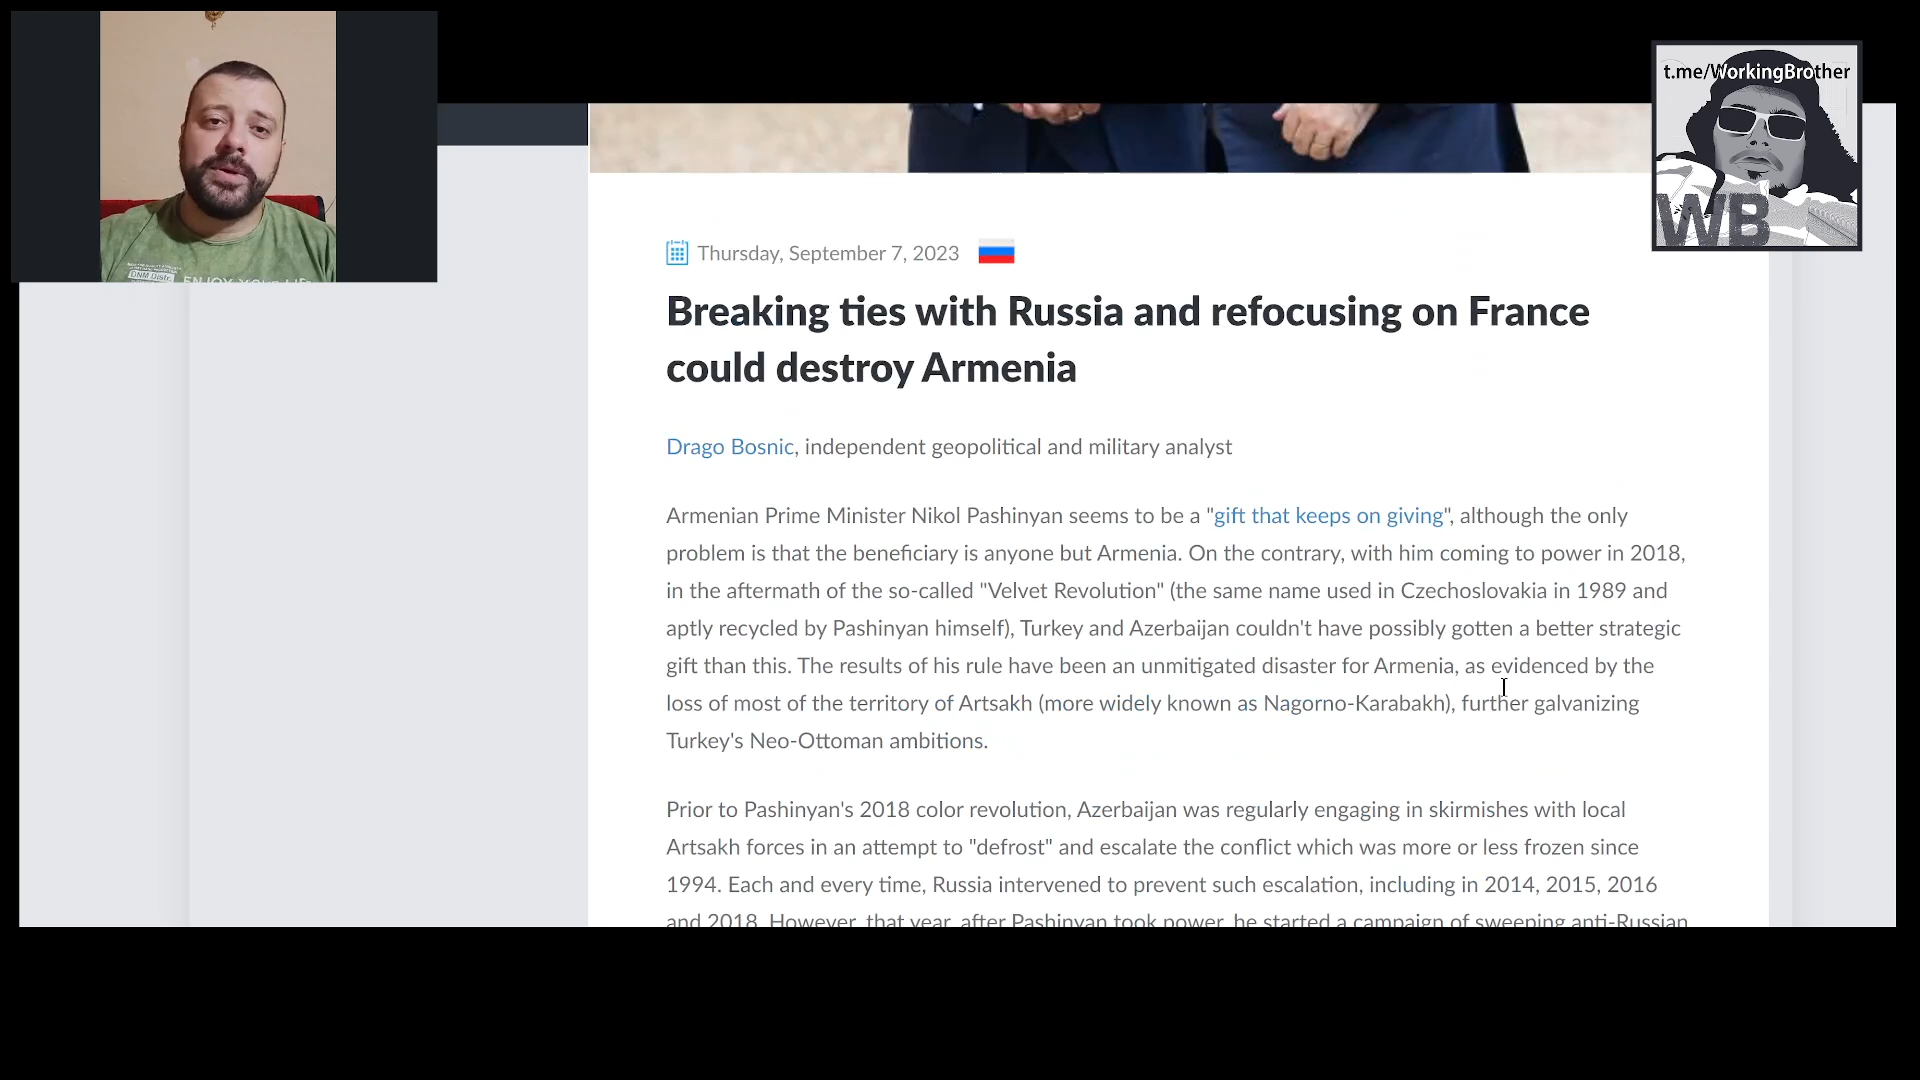 t.me/WorkingBrother
WB
DNM Distr.
ENJOY YOUR LIFE
Thursday, September 7, 2023
Breaking ties with Russia and refocusing on France
could destroy Armenia
Drago Bosnic, independent geopolitical and military analyst
Armenian Prime Minister Nikol Pashinyan seems to be a "gift that keeps on giving", although the only
problem is that the beneficiary is anyone but Armenia. On the contrary, with him coming to power in 2018,
in the aftermath of the so-called "Velvet Revolution" (the same name used in Czechoslovakia in 1989 and
aptly recycled by Pashinyan himself), Turkey and Azerbaijan couldn't have possibly gotten a better strategic
gift than this. The results of his rule have been an unmitigated disaster for Armenia, as evidenced by the
loss of most of the territory of Artsakh (more widely known as Nagorno-Karabakh), further galvanizing
Turkey's Neo-Ottoman ambitions.
Prior to Pashinyan's 2018 color revolution, Azerbaijan was regularly engaging in skirmishes with local
Artsakh forces in an attempt to "defrost" and escalate the conflict which was more or less frozen since
1994. Each and every time, Russia intervened to prevent such escalation, including in 2014, 2015, 2016
and 2018. However, that year, after Pashinyan took power, he started a campaign of sweeping anti-Russian